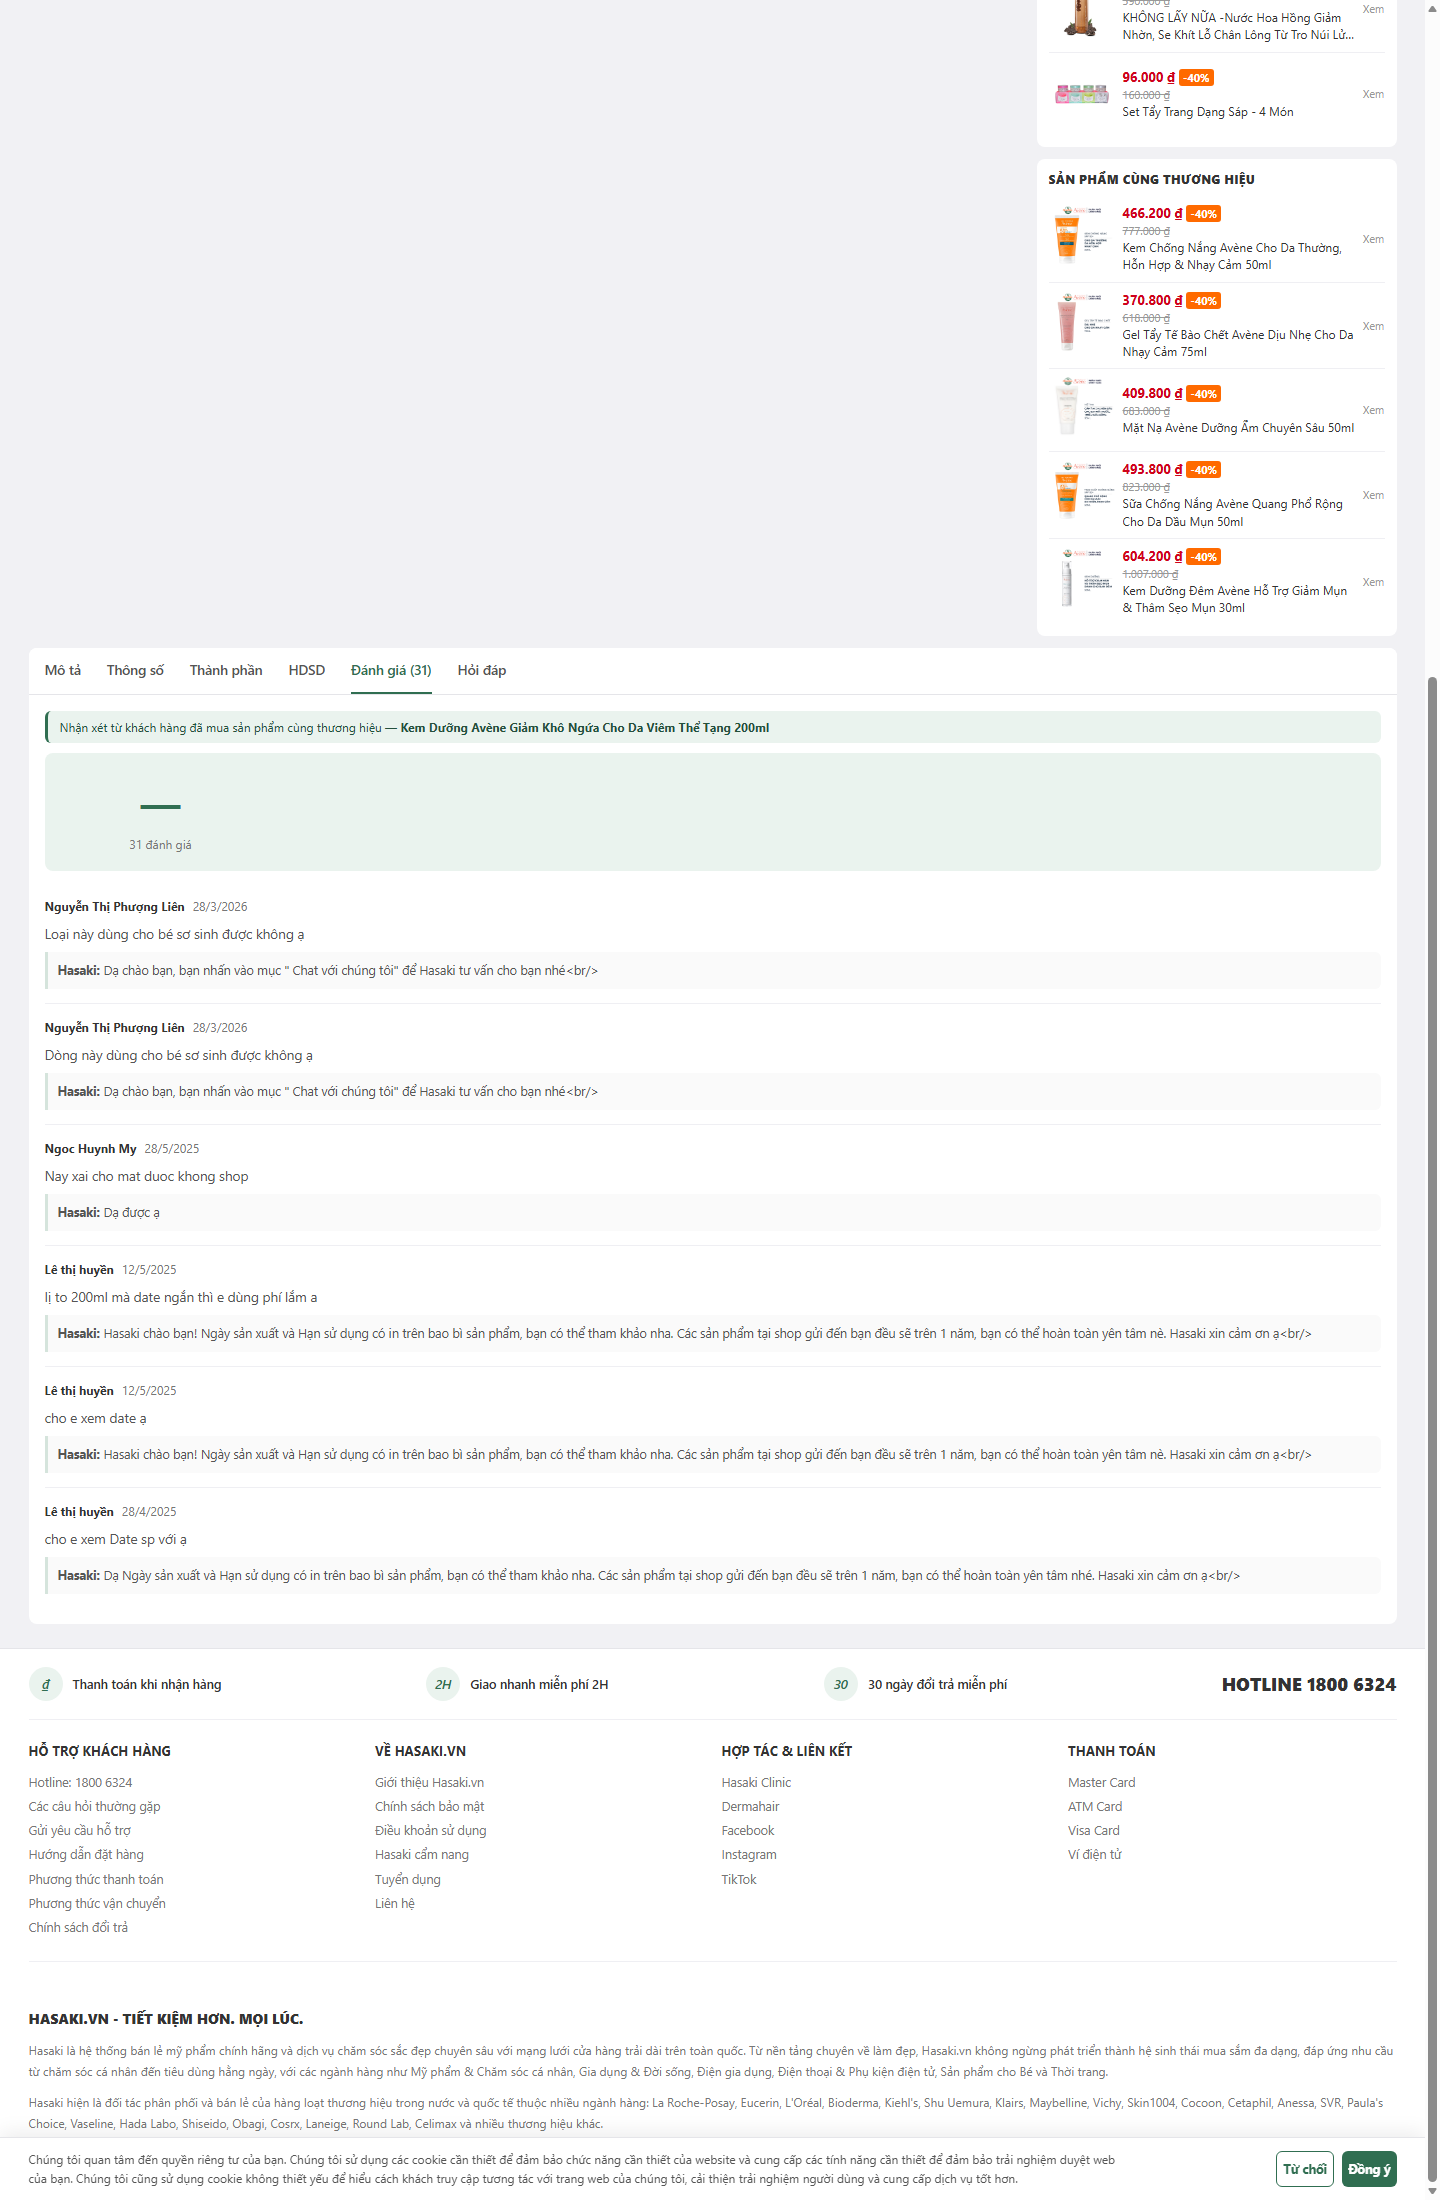 KHÔNG LẤY NỮA -Nước Hoa Hồng Giảm
Nhờn, Se Khít Lỗ Chân Lông Từ Tro Núi Lử...
Xem
96.000 ₫ -40%
160.000 ₫
Set Tẩy Trang Dạng Sáp - 4 Món
Xem
SẢN PHẨM CÙNG THƯƠNG HIỆU
466.200 ₫ -40%
777.000 ₫
Kem Chống Nắng Avène Cho Da Thường,
Hỗn Hợp & Nhạy Cảm 50ml
Xem
370.800 ₫ -40%
618.000 ₫
Gel Tẩy Tế Bào Chết Avène Dịu Nhẹ Cho Da
Nhạy Cảm 75ml
Xem
409.800 ₫ -40%
683.000 ₫
Mặt Nạ Avène Dưỡng Ẩm Chuyên Sâu 50ml
Xem
493.800 ₫ -40%
823.000 ₫
Sữa Chống Nắng Avène Quang Phổ Rộng
Cho Da Dầu Mụn 50ml
Xem
604.200 ₫ -40%
1.007.000 ₫
Kem Dưỡng Đêm Avène Hỗ Trợ Giảm Mụn
& Thâm Sẹo Mụn 30ml
Xem
Mô tả Thông số Thành phần HDSD Đánh giá (31) Hỏi đáp
Nhận xét từ khách hàng đã mua sản phẩm cùng thương hiệu — Kem Dưỡng Avène Giảm Khô Ngứa Cho Da Viêm Thể Tạng 200ml
—
31 đánh giá
Nguyễn Thị Phượng Liên 28/3/2026
Loại này dùng cho bé sơ sinh được không ạ
Hasaki: Dạ chào bạn, bạn nhấn vào mục " Chat với chúng tôi" để Hasaki tư vấn cho bạn nhé<br/>
Nguyễn Thị Phượng Liên 28/3/2026
Dòng này dùng cho bé sơ sinh được không ạ
Hasaki: Dạ chào bạn, bạn nhấn vào mục " Chat với chúng tôi" để Hasaki tư vấn cho bạn nhé<br/>
Ngoc Huynh My 28/5/2025
Nay xai cho mat duoc khong shop
Hasaki: Dạ được ạ
Lê thị huyền 12/5/2025
lị to 200ml mà date ngắn thì e dùng phí lắm a
Hasaki: Hasaki chào bạn! Ngày sản xuất và Hạn sử dụng có in trên bao bì sản phẩm, bạn có thể tham khảo nha. Các sản phẩm tại shop gửi đến bạn đều sẽ trên 1 năm, bạn có thể hoàn toàn yên tâm nè. Hasaki xin cảm ơn ạ<br/>
Lê thị huyền 12/5/2025
cho e xem date ạ
Hasaki: Hasaki chào bạn! Ngày sản xuất và Hạn sử dụng có in trên bao bì sản phẩm, bạn có thể tham khảo nha. Các sản phẩm tại shop gửi đến bạn đều sẽ trên 1 năm, bạn có thể hoàn toàn yên tâm nè. Hasaki xin cảm ơn ạ<br/>
Lê thị huyền 28/4/2025
cho e xem Date sp với ạ
Hasaki: Dạ Ngày sản xuất và Hạn sử dụng có in trên bao bì sản phẩm, bạn có thể tham khảo nha. Các sản phẩm tại shop gửi đến bạn đều sẽ trên 1 năm, bạn có thể hoàn toàn yên tâm nhé. Hasaki xin cảm ơn ạ<br/>
₫ Thanh toán khi nhận hàng
2H Giao nhanh miễn phí 2H
30 30 ngày đổi trả miễn phí
HOTLINE 1800 6324
HỖ TRỢ KHÁCH HÀNG
Hotline: 1800 6324
Các câu hỏi thường gặp
Gửi yêu cầu hỗ trợ
Hướng dẫn đặt hàng
Phương thức thanh toán
Phương thức vận chuyển
Chính sách đổi trả
VỀ HASAKI.VN
Giới thiệu Hasaki.vn
Chính sách bảo mật
Điều khoản sử dụng
Hasaki cẩm nang
Tuyển dụng
Liên hệ
HỢP TÁC & LIÊN KẾT
Hasaki Clinic
Dermahair
Facebook
Instagram
TikTok
THANH TOÁN
Master Card
ATM Card
Visa Card
Ví điện tử
HASAKI.VN - TIẾT KIỆM HƠN. MỌI LÚC.
Hasaki là hệ thống bán lẻ mỹ phẩm chính hãng và dịch vụ chăm sóc sắc đẹp chuyên sâu với mạng lưới cửa hàng trải dài trên toàn quốc. Từ nền tảng chuyên về làm đẹp, Hasaki.vn không ngừng phát triển thành hệ sinh thái mua sắm đa dạng, đáp ứng nhu cầu
từ chăm sóc cá nhân đến tiêu dùng hằng ngày, với các ngành hàng như Mỹ phẩm & Chăm sóc cá nhân, Gia dụng & Đời sống, Điện gia dụng, Điện thoại & Phụ kiện điện tử, Sản phẩm cho Bé và Thời trang.
Hasaki hiện là đối tác phân phối và bán lẻ của hàng loạt thương hiệu trong nước và quốc tế thuộc nhiều ngành hàng: La Roche-Posay, Eucerin, L'Oréal, Bioderma, Kiehl's, Shu Uemura, Klairs, Maybelline, Vichy, Skin1004, Cocoon, Cetaphil, Anessa, SVR, Paula's
Choice, Vaseline, Hada Labo, Shiseido, Obagi, Cosrx, Laneige, Round Lab, Celimax và nhiều thương hiệu khác.
Chúng tôi quan tâm đến quyền riêng tư của bạn. Chúng tôi sử dụng các cookie cần thiết để đảm bảo chức năng cần thiết của website và cung cấp các tính năng cần thiết để đảm bảo trải nghiệm duyệt web
của bạn. Chúng tôi cũng sử dụng cookie không thiết yếu để hiểu cách khách truy cập tương tác với trang web của chúng tôi, cải thiện trải nghiệm người dùng và cung cấp dịch vụ tốt hơn.
Từ chối
Đồng ý